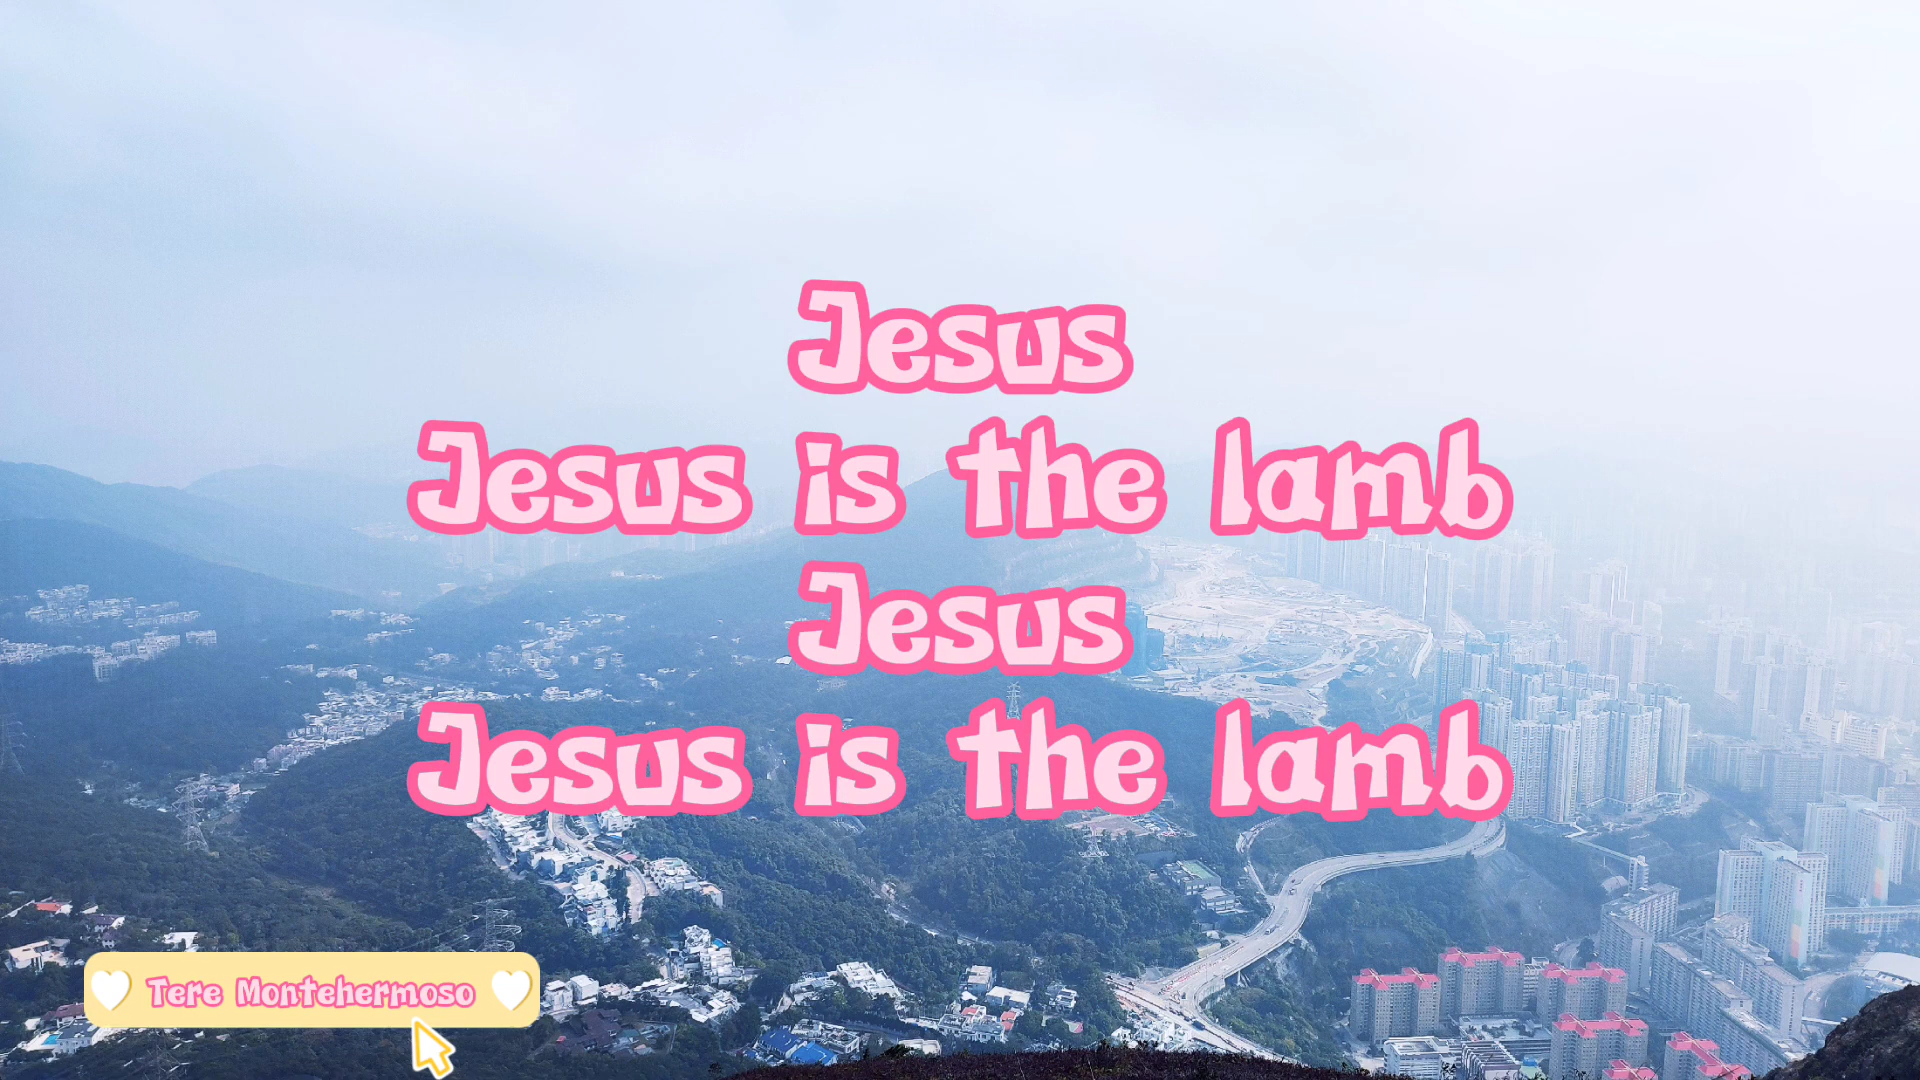 Jesus
Jesus is the lamb
Jesus
Jesus is the lamb
Tere Montehermoso